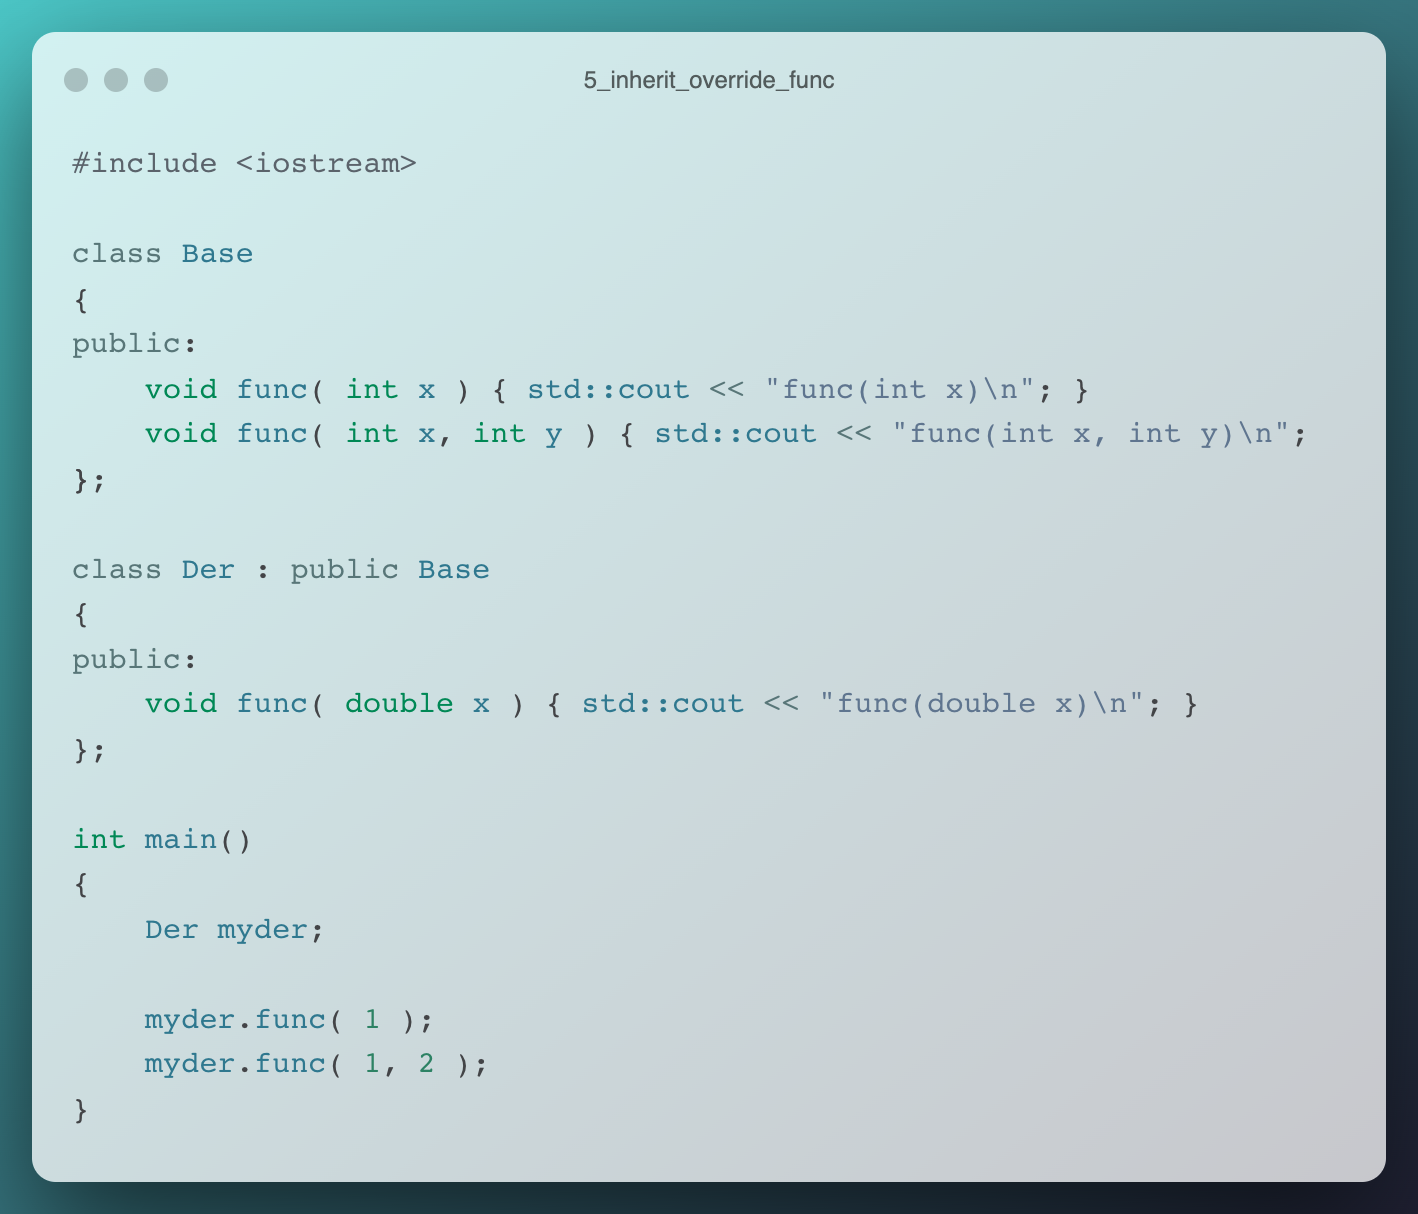 5_inherit_override_func
#include <iostream>
class Base
{
public:
    void func( int x ) { std::cout << "func(int x)\n"; }
    void func( int x, int y ) { std::cout << "func(int x, int y)\n";
};
class Der : public Base
{
public:
    void func( double x ) { std::cout << "func(double x)\n"; }
};
int main()
{
    Der myder;
    myder.func( 1 );
    myder.func( 1, 2 );
}